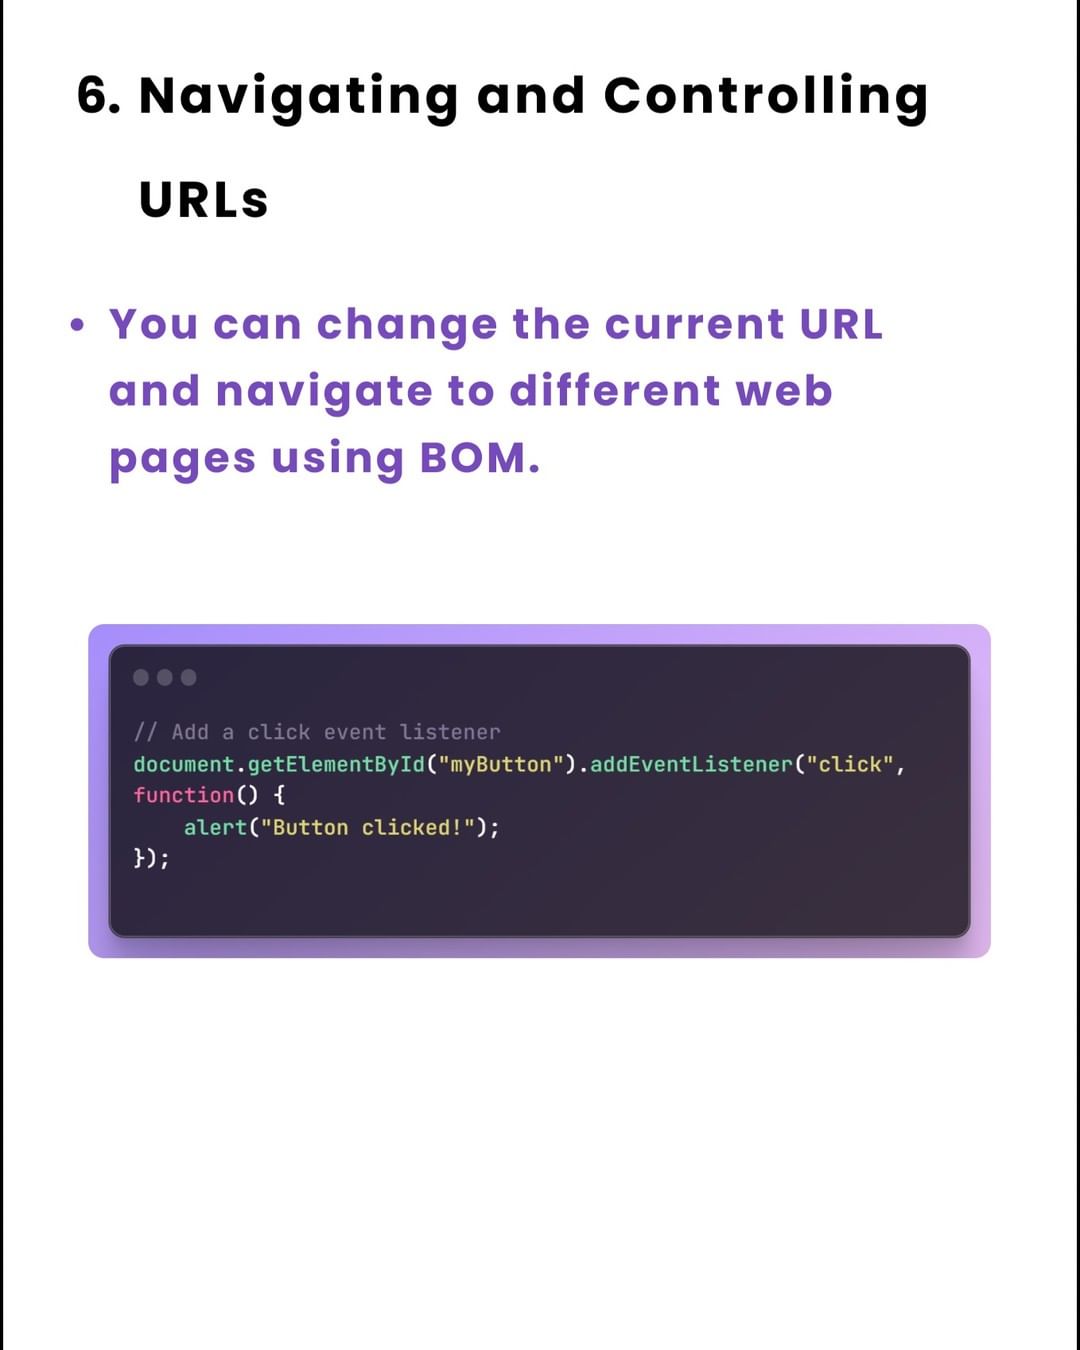 6. Navigating and Controlling
URLs
• You can change the current URL
and navigate to different web
pages using BOM.
// Add a click event listener
document.getElementById("myButton").addEventListener("click",
function() {
    alert("Button clicked!");
});